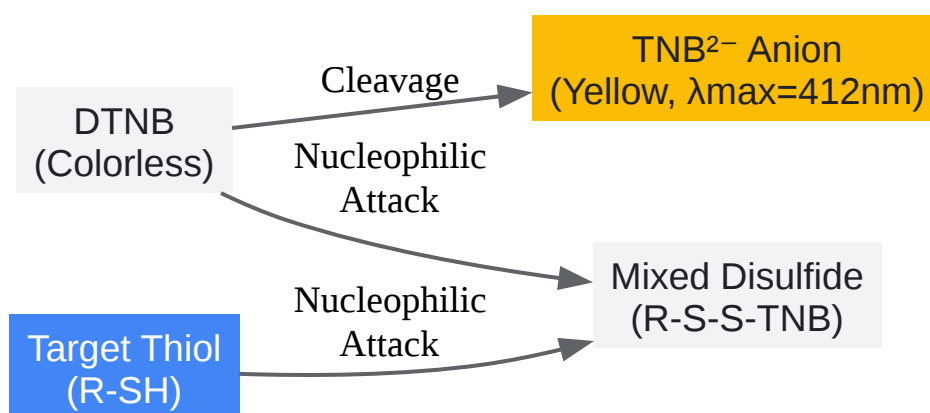 TNB²⁻ Anion
(Yellow, λmax=412nm)
Cleavage
DTNB
(Colorless)
Nucleophilic
Attack
Mixed Disulfide
(R-S-S-TNB)
Nucleophilic
Attack
Target Thiol
(R-SH)